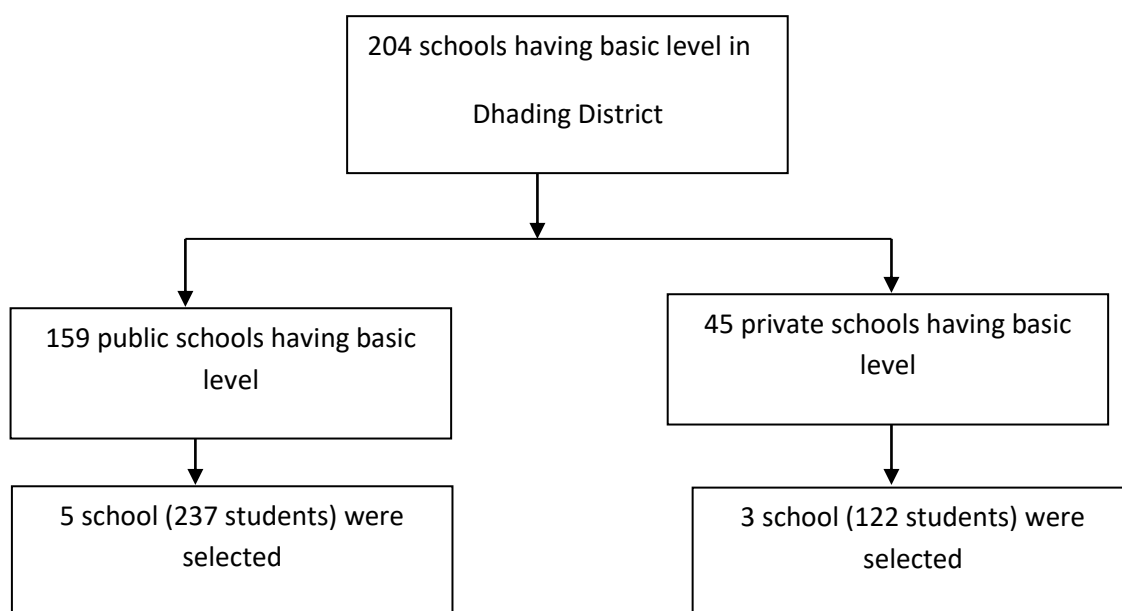 204 schools having basic level in
Dhading District
159 public schools having basic
level
45 private schools having basic
level
5 school (237 students) were
selected
3 school (122 students) were
selected